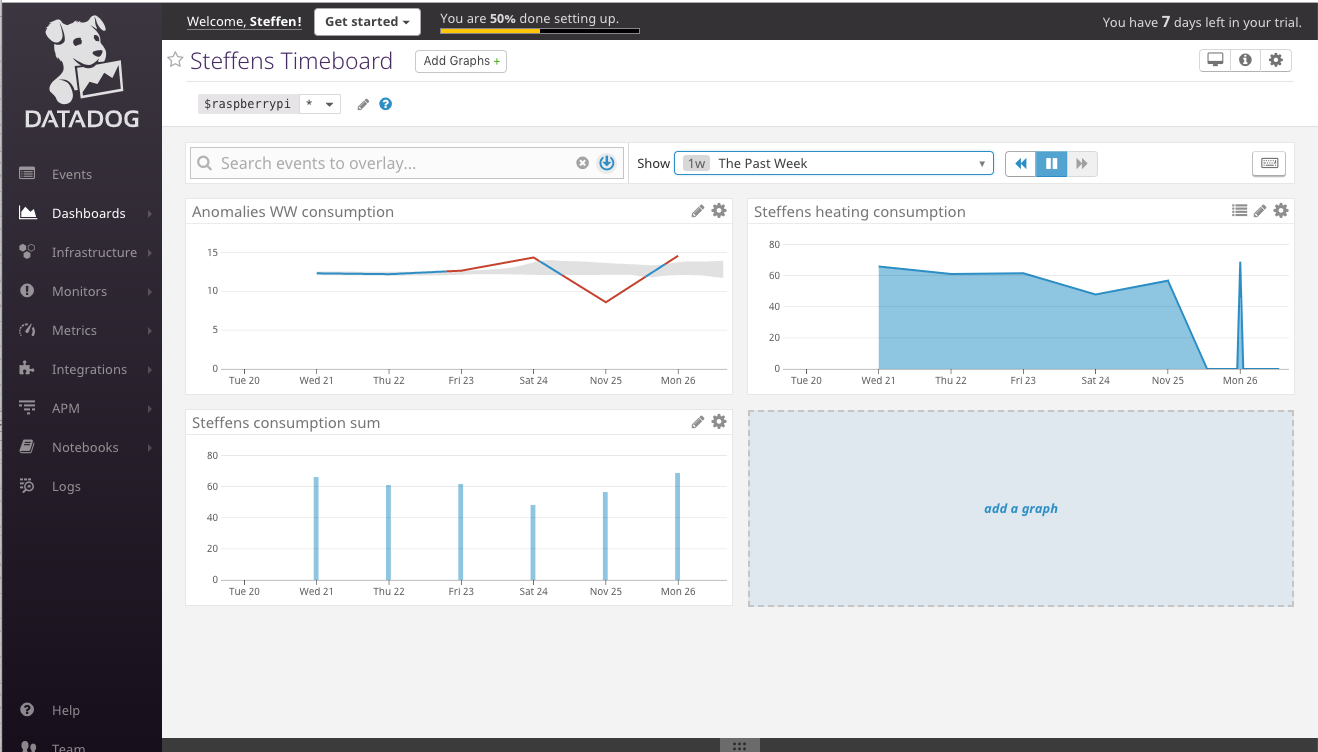 Welcome, Steffen! Get started You are 50% done setting up. You have 7 days left in your trial.
DATADOG
Events
Dashboards
Infrastructure
Monitors
Metrics
Integrations
APM
Notebooks
Logs
Help
Team
Steffens Timeboard Add Graphs +
$raspberrypi *
Search events to overlay... Show 1w The Past Week
Anomalies WW consumption
15
10
5
0
Tue 20 Wed 21 Thu 22 Fri 23 Sat 24 Nov 25 Mon 26
Steffens heating consumption
80
60
40
20
0
Tue 20 Wed 21 Thu 22 Fri 23 Sat 24 Nov 25 Mon 26
Steffens consumption sum
80
60
40
20
0
Tue 20 Wed 21 Thu 22 Fri 23 Sat 24 Nov 25 Mon 26
add a graph